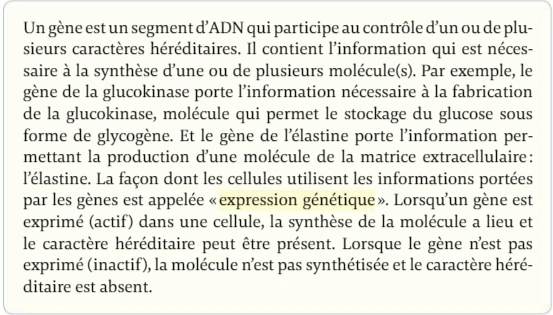 Un gène est un segment d'ADN qui participe au contrôle d'un ou de plu-
sieurs caractères héréditaires. Il contient l'information qui est néces-
saire à la synthèse d'une ou de plusieurs molécule(s). Par exemple, le
gène de la glucokinase porte l'information nécessaire à la fabrication
de la glucokinase, molécule qui permet le stockage du glucose sous
forme de glycogène. Et le gène de l'élastine porte l'information per-
mettant la production d'une molécule de la matrice extracellulaire :
l'élastine. La façon dont les cellules utilisent les informations portées
par les gènes est appelée « expression génétique ». Lorsqu'un gène est
exprimé (actif) dans une cellule, la synthèse de la molécule a lieu et
le caractère héréditaire peut être présent. Lorsque le gène n'est pas
exprimé (inactif), la molécule n'est pas synthétisée et le caractère héré-
ditaire est absent.